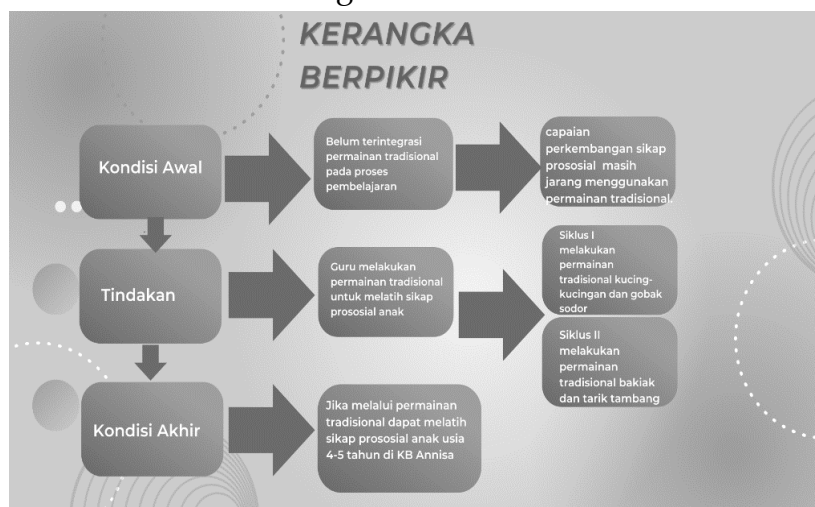 KERANGKA
BERPIKIR
Kondisi Awal
Belum terintegrasi
permainan tradisional
pada proses
pembelajaran
capaian
perkembangan sikap
prososial masih
jarang menggunakan
permainan tradisional.
Tindakan
Guru melakukan
permainan tradisional
untuk melatih sikap
prososial anak
Siklus I
melakukan
permainan
tradisional kucing-
kucingan dan gobak
sodor
Siklus II
melakukan
permainan
tradisional bakiak
dan tarik tambang
Kondisi Akhir
Jika melalui permainan
tradisional dapat melatih
sikap prososial anak usia
4-5 tahun di KB Annisa